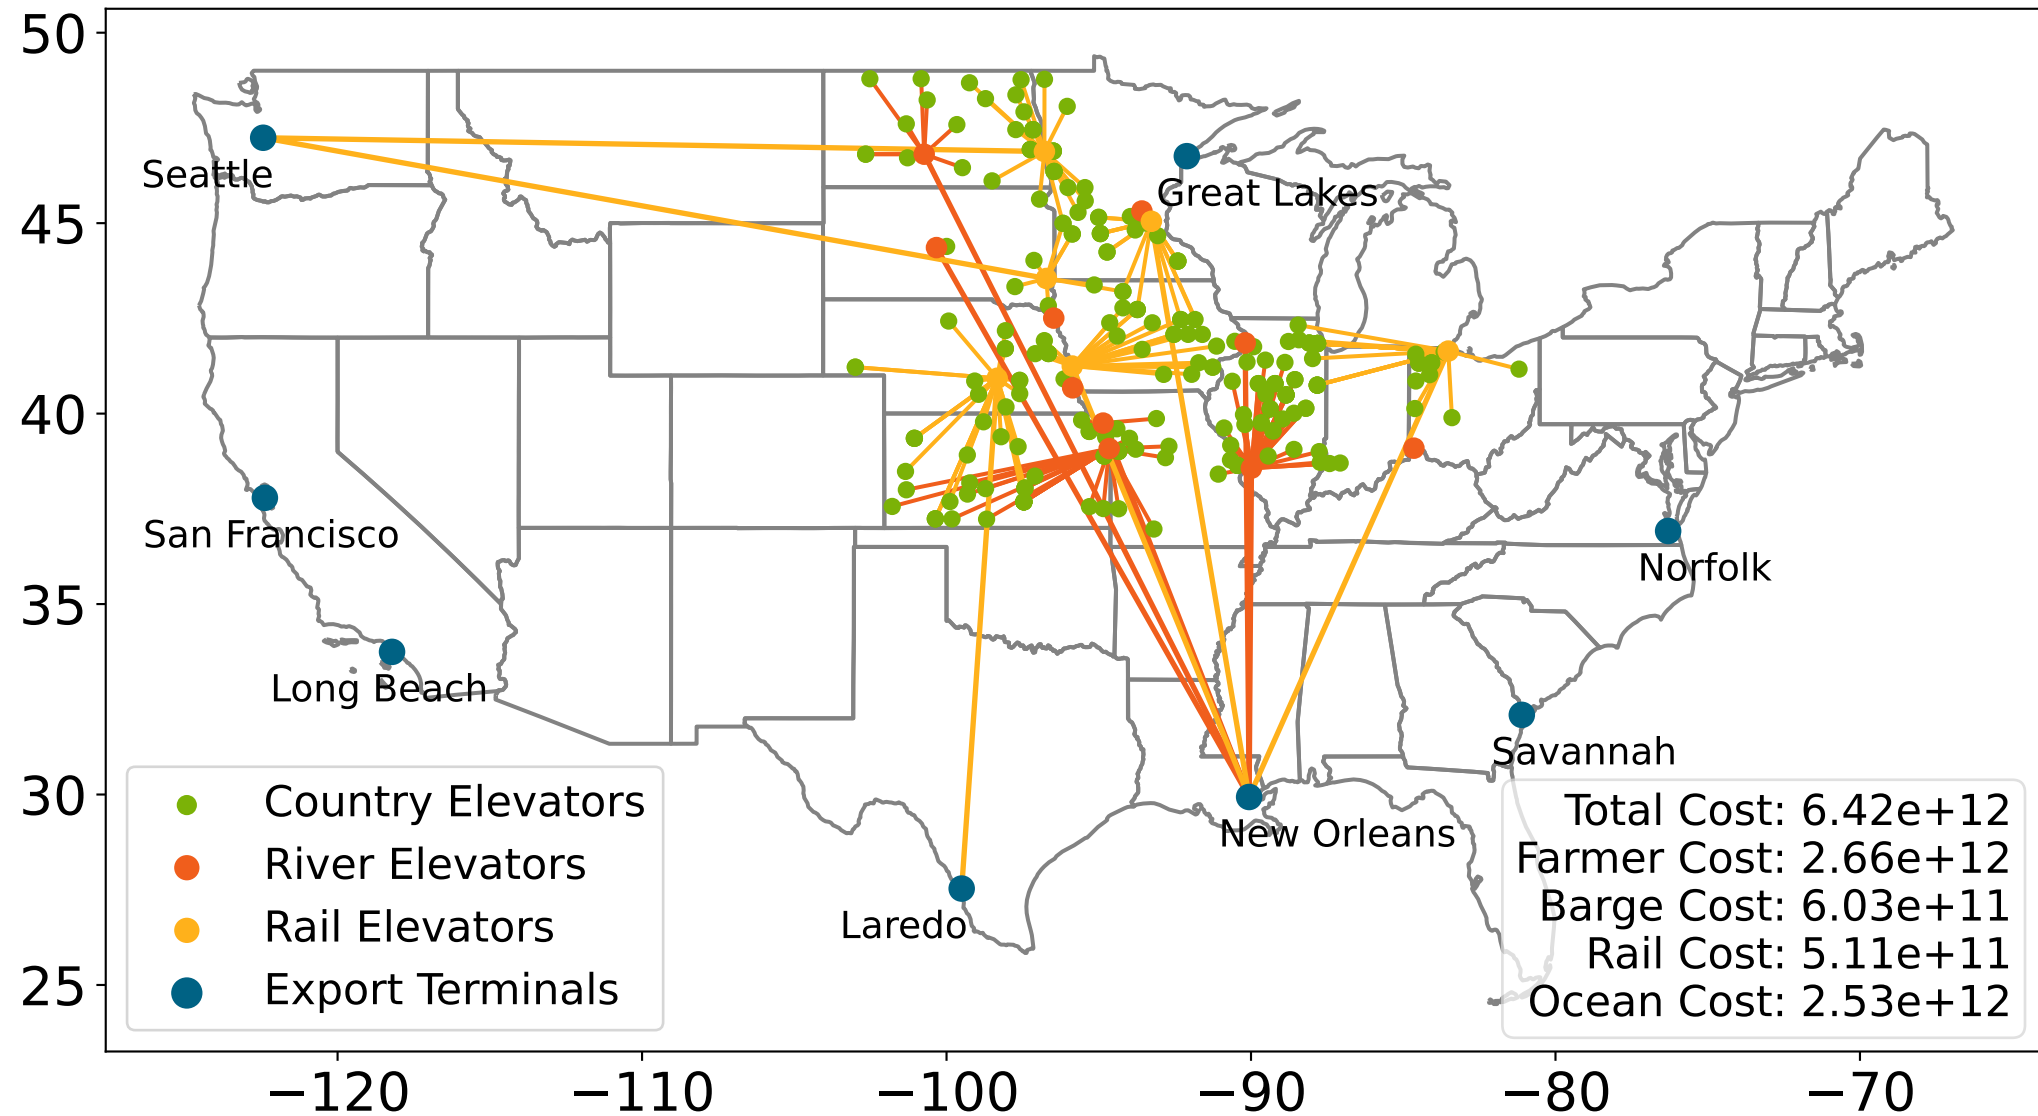 50
45
40
35
30
25
−120
−110
−100
−90
−80
−70
Seattle
Great Lakes
San Francisco
Norfolk
Long Beach
Savannah
New Orleans
Laredo
Country Elevators
River Elevators
Rail Elevators
Export Terminals
Total Cost: 6.42e+12
Farmer Cost: 2.66e+12
Barge Cost: 6.03e+11
Rail Cost: 5.11e+11
Ocean Cost: 2.53e+12